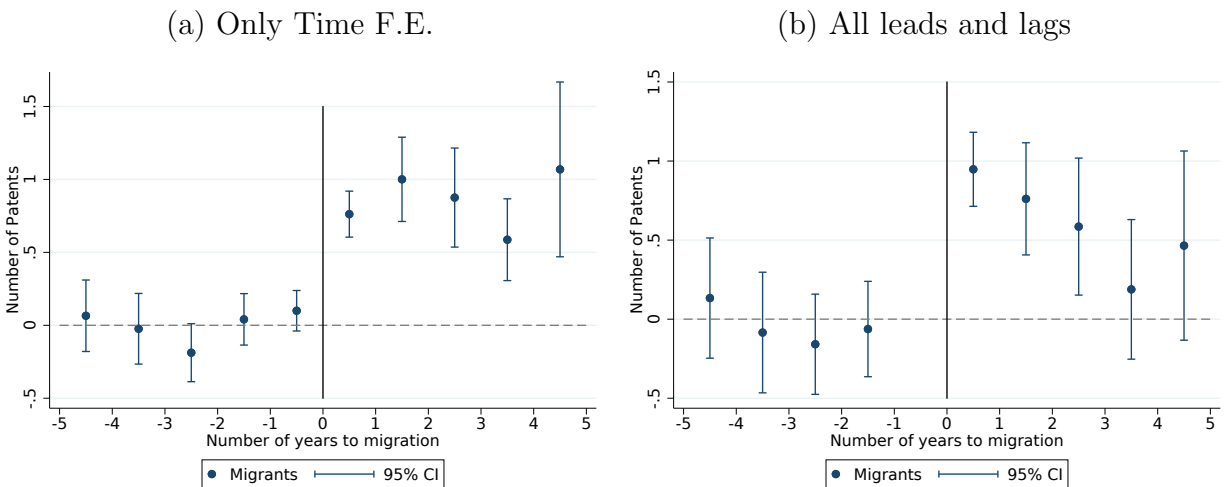 (a) Only Time F.E.
Number of Patents
1.5
1
.5
0
-.5
-5 -4 -3 -2 -1 0 1 2 3 4 5
Number of years to migration
Migrants 95% CI
(b) All leads and lags
Number of Patents
1.5
1
.5
0
-.5
-5 -4 -3 -2 -1 0 1 2 3 4 5
Number of years to migration
Migrants 95% CI